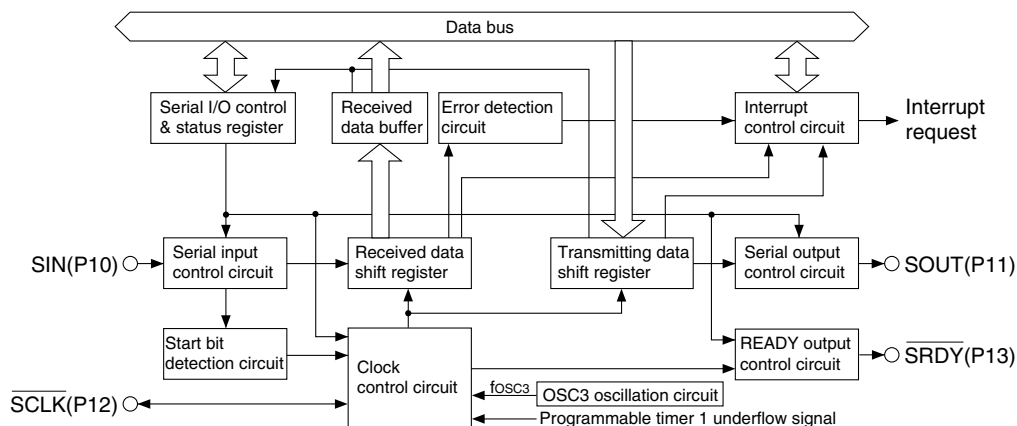 Data bus
Serial I/O control
& status register
Received
data buffer
Error detection
circuit
Interrupt
control circuit
Interrupt
request
SIN(P10)
Serial input
control circuit
Received data
shift register
Transmitting data
shift register
Serial output
control circuit
SOUT(P11)
Start bit
detection circuit
Clock
control circuit
READY output
control circuit
SRDY(P13)
fOSC3
OSC3 oscillation circuit
SCLK(P12)
Programmable timer 1 underflow signal